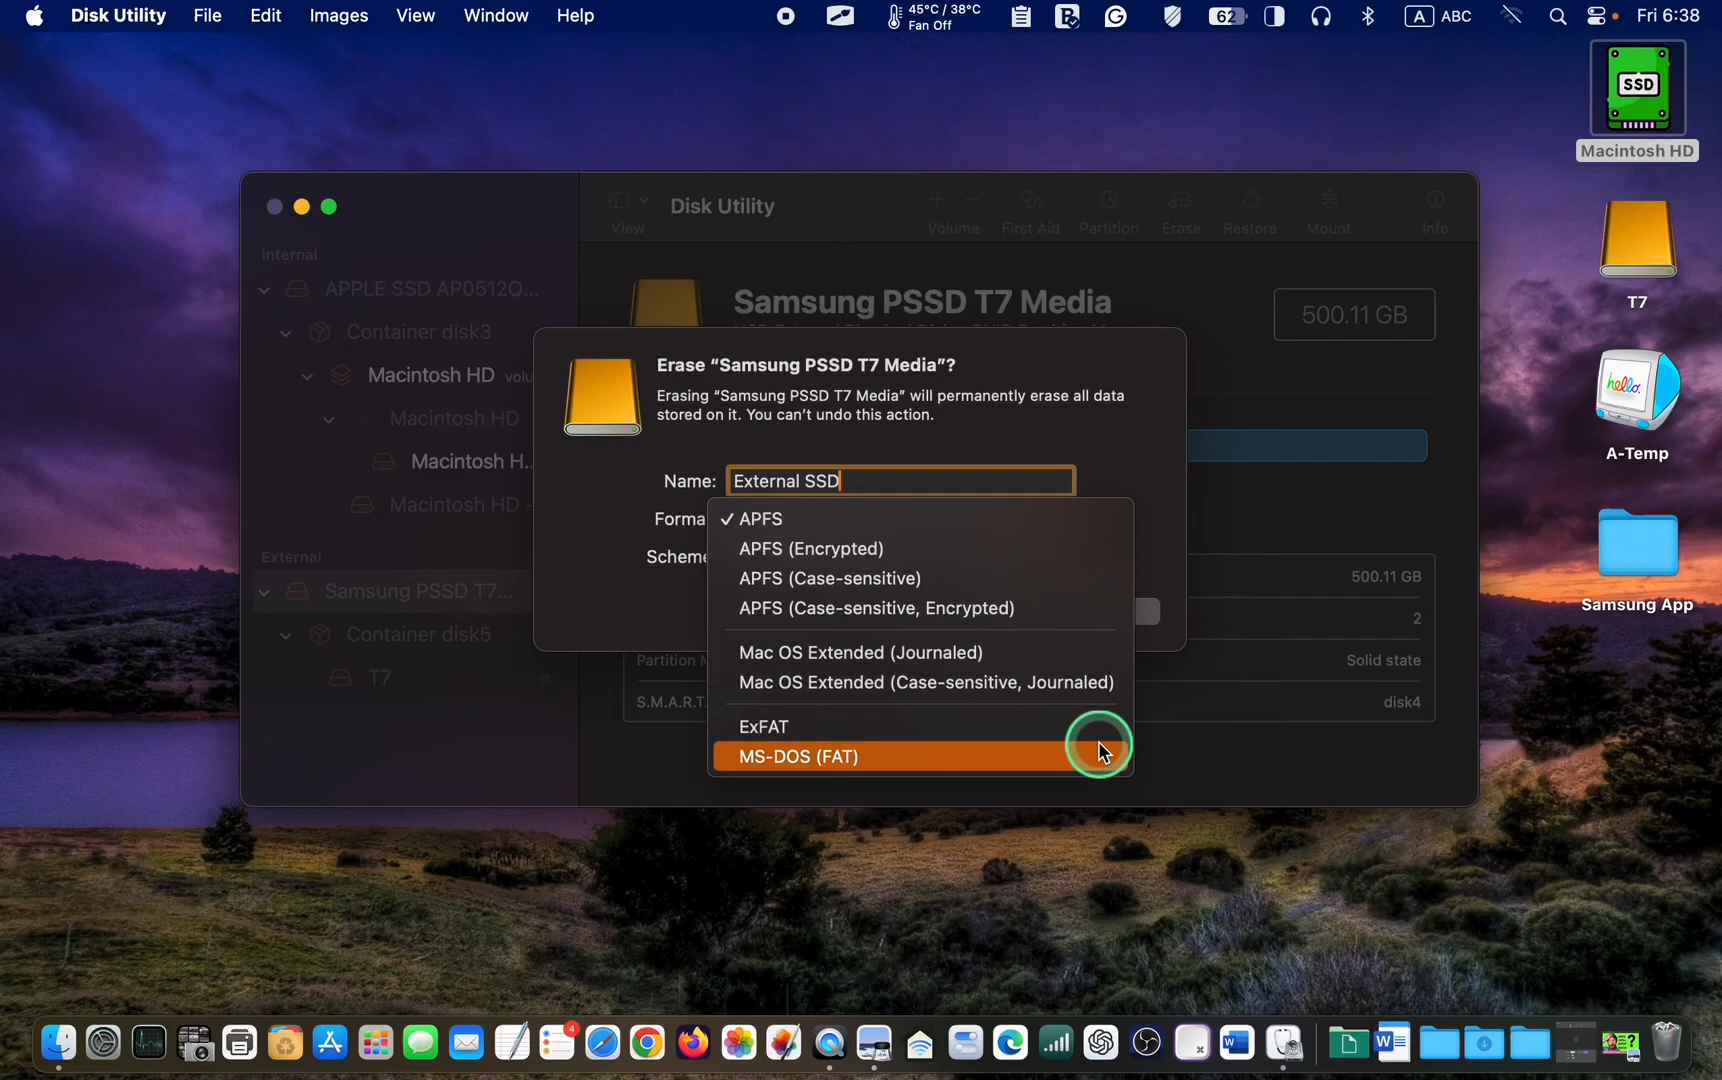 Disk Utility File Edit Images View Window Help
45°C / 38°C
Fan Off
62
A ABC
Fri 6:38
SSD
Macintosh HD
T7
hello.
A-Temp
Samsung App
Disk Utility
View
Volume First Aid Partition Erase Restore Mount Info
Internal
APPLE SSD AP0512Q...
Container disk3
Macintosh HD volu
Macintosh HD
Macintosh H...
Macintosh HD -
External
Samsung PSSD T7...
Container disk5
T7
Samsung PSSD T7 Media
500.11 GB
Erase “Samsung PSSD T7 Media”?
Erasing “Samsung PSSD T7 Media” will permanently erase all data
stored on it. You can’t undo this action.
Name: External SSD
Forma
Scheme
✓ APFS
APFS (Encrypted)
APFS (Case-sensitive)
APFS (Case-sensitive, Encrypted)
Mac OS Extended (Journaled)
Mac OS Extended (Case-sensitive, Journaled)
ExFAT
MS-DOS (FAT)
500.11 GB
2
Partition M
Solid state
S.M.A.R.T.
disk4
4